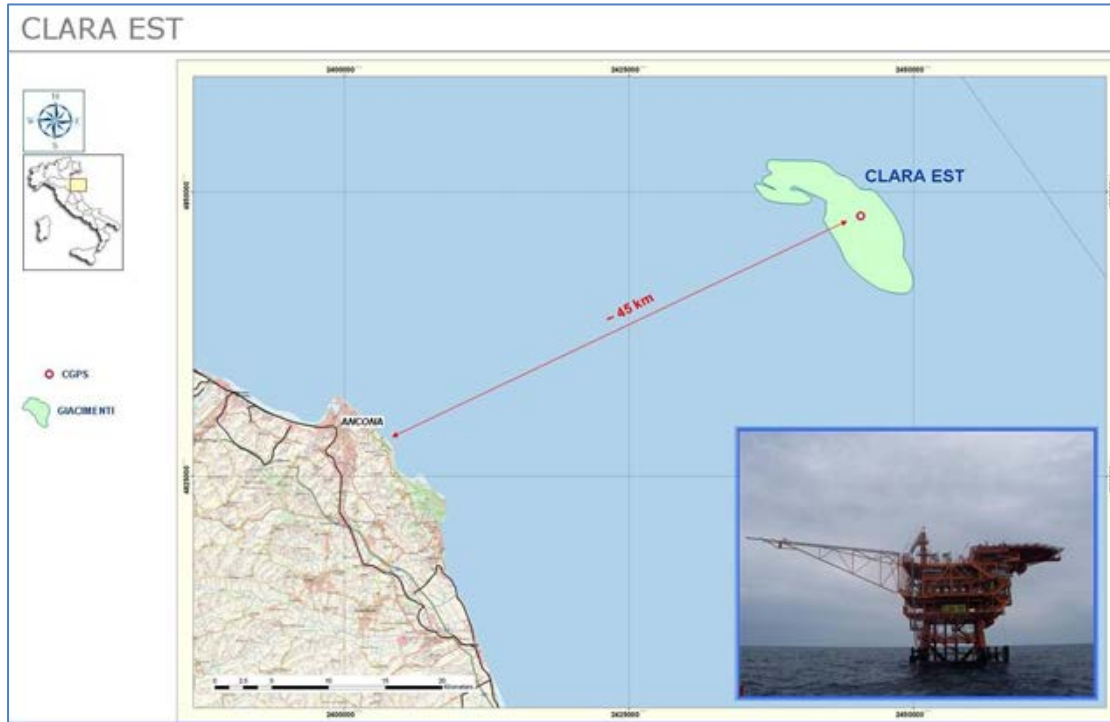 CLARA EST
2400000
2425000
2450000
N
W
E
S
4850000
CLARA EST
~ 45 km
CGPS
GIACIMENTI
ANCONA
4825000
0 2.5 5 10 15 20
Kilometers
2400000
2425000
2450000